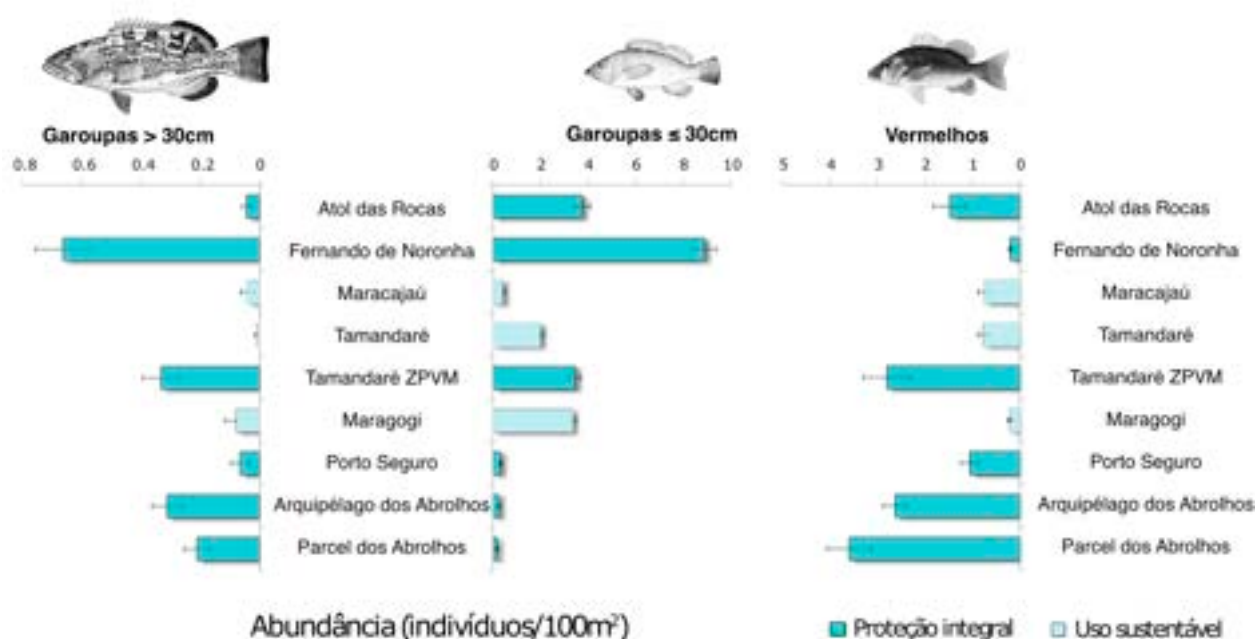 Garoupas > 30cm
Garoupas ≤ 30cm
Vermelhos
0.8 0.6 0.4 0.2 0
0 2 4 6 8 10
5 4 3 2 1 0
Atol das Rocas
Atol das Rocas
Fernando de Noronha
Fernando de Noronha
Maracajaú
Maracajaú
Tamandaré
Tamandaré
Tamandaré ZPVM
Tamandaré ZPVM
Maragogi
Maragogi
Porto Seguro
Porto Seguro
Arquipélago dos Abrolhos
Arquipélago dos Abrolhos
Parcel dos Abrolhos
Parcel dos Abrolhos
Abundância (indivíduos/100m²)
Proteção integral
Uso sustentável